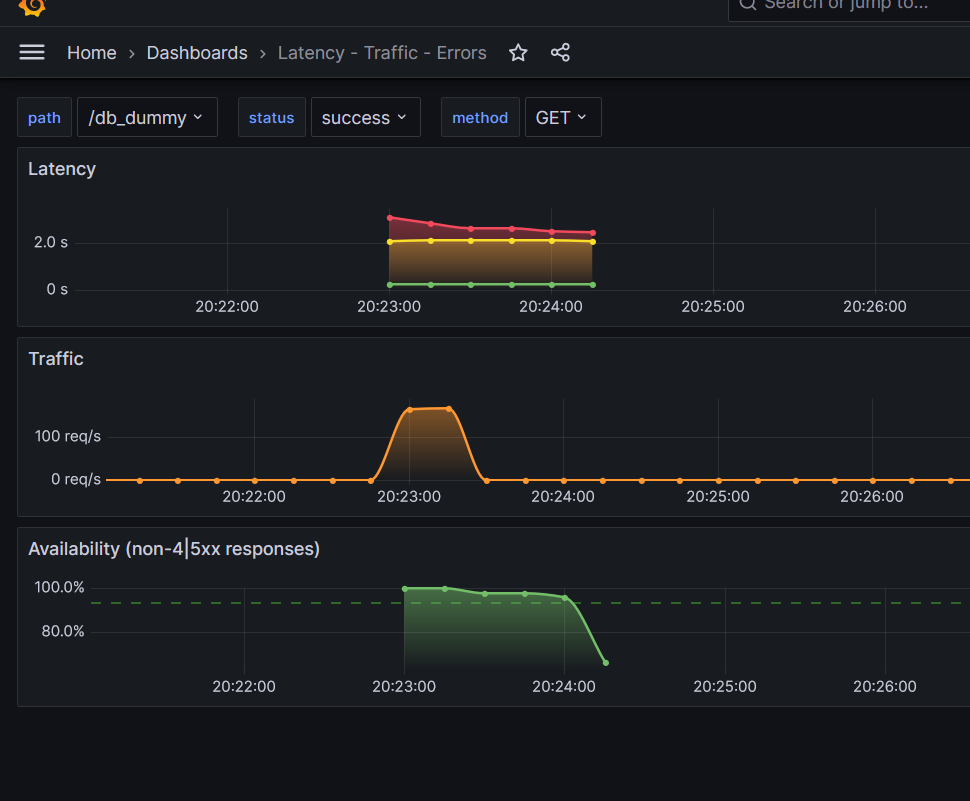 Search or jump to...
Home › Dashboards › Latency - Traffic - Errors
path /db_dummy status success method GET
Latency
2.0 s
0 s
20:22:00 20:23:00 20:24:00 20:25:00 20:26:00
Traffic
100 req/s
0 req/s
20:22:00 20:23:00 20:24:00 20:25:00 20:26:00
Availability (non-4|5xx responses)
100.0%
80.0%
20:22:00 20:23:00 20:24:00 20:25:00 20:26:00